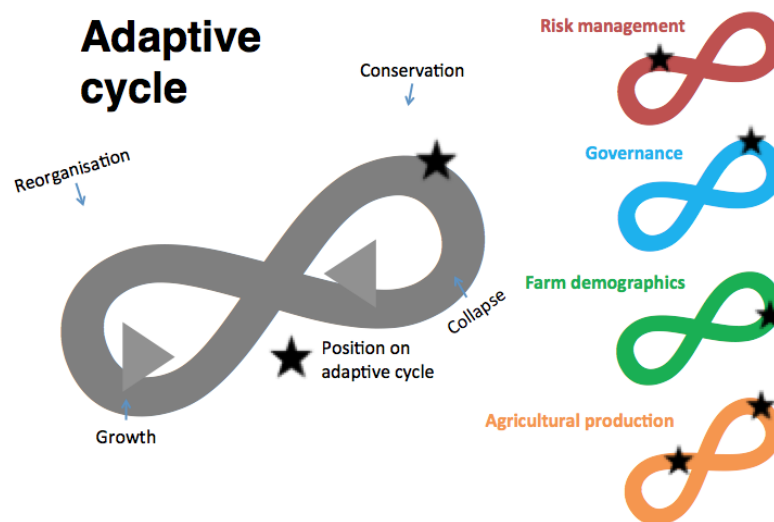 Adaptive
cycle
Conservation
Reorganisation
Collapse
Position on
adaptive cycle
Growth
Risk management
Governance
Farm demographics
Agricultural production